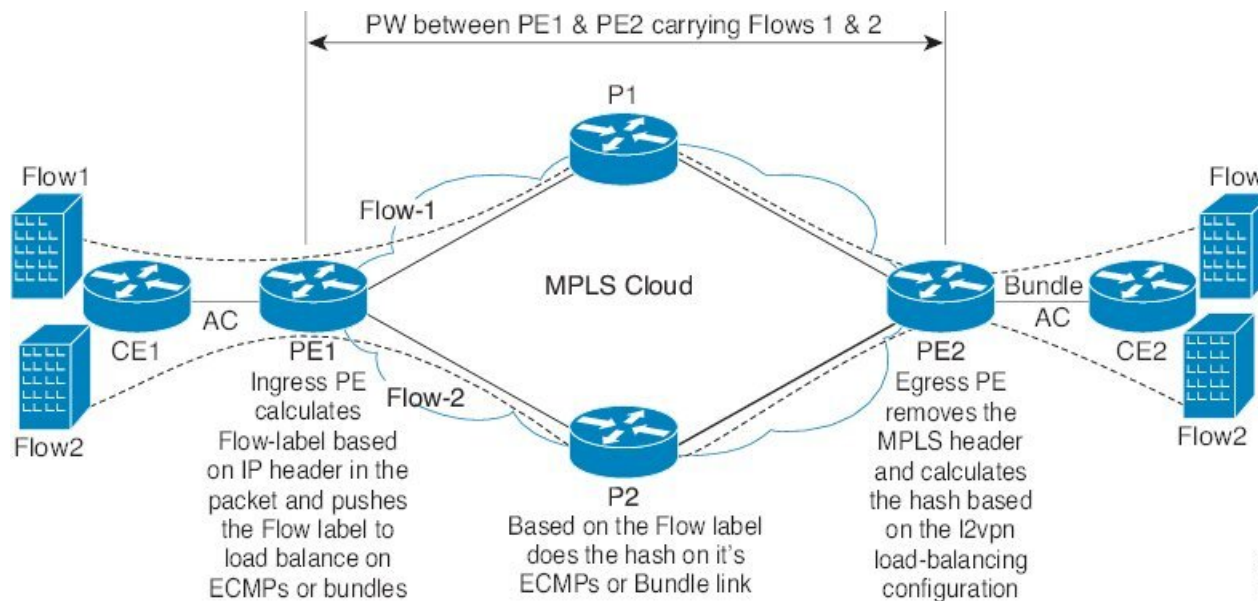 PW between PE1 & PE2 carrying Flows 1 & 2
P1
Flow1
Flow-1
Flow
MPLS Cloud
Bundle
AC
AC
CE1
PE1
PE2
CE2
Ingress PE
calculates
Flow-label based
on IP header in the
packet and pushes
the Flow label to
load balance on
ECMPs or bundles
Flow-2
Flow2
P2
Based on the Flow label
does the hash on it's
ECMPs or Bundle link
Egress PE
removes the
MPLS header
and calculates
the hash based
on the l2vpn
load-balancing
configuration
Flow2